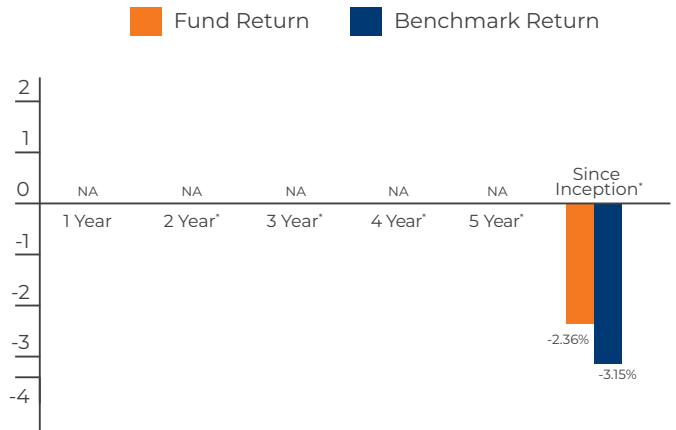 Fund Return
Benchmark Return
2
1
0
-1
-2
-3
-4
NA
NA
NA
NA
NA
Since
Inception*
1 Year
2 Year*
3 Year*
4 Year*
5 Year*
-2.36%
-3.15%